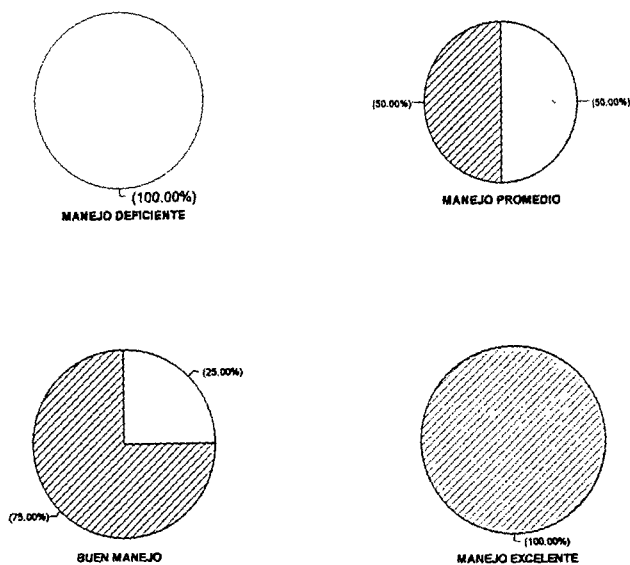 (100.00%)
MANEJO DEFICIENTE
(50.00%)
(50.00%)
MANEJO PROMEDIO
(25.00%)
(75.00%)
BUEN MANEJO
(100.00%)
MANEJO EXCELENTE